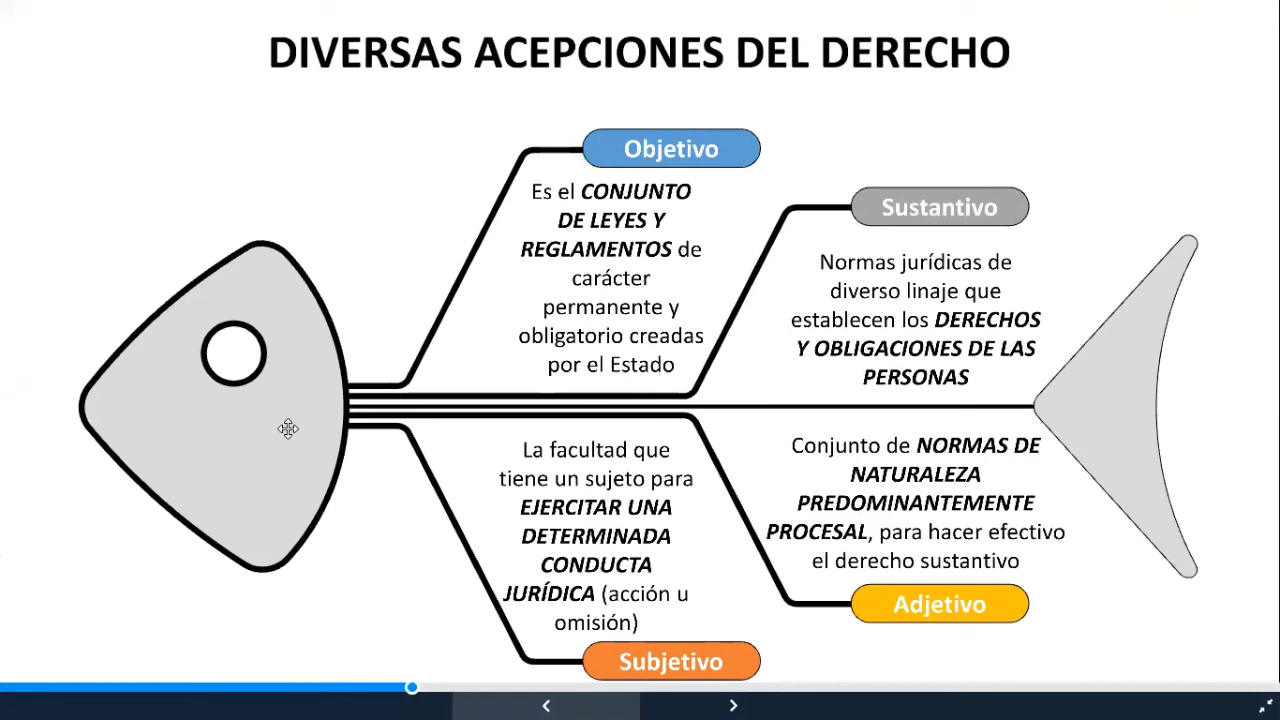 DIVERSAS ACEPCIONES DEL DERECHO
Objetivo
Es el CONJUNTO
DE LEYES Y
REGLAMENTOS de
carácter
permanente y
obligatorio creadas
por el Estado
Sustantivo
Normas jurídicas de
diverso linaje que
establecen los DERECHOS
Y OBLIGACIONES DE LAS
PERSONAS
La facultad que
tiene un sujeto para
EJERCITAR UNA
DETERMINADA
CONDUCTA
JURÍDICA (acción u
omisión)
Subjetivo
Conjunto de NORMAS DE
NATURALEZA
PREDOMINANTEMENTE
PROCESAL, para hacer efectivo
el derecho sustantivo
Adjetivo